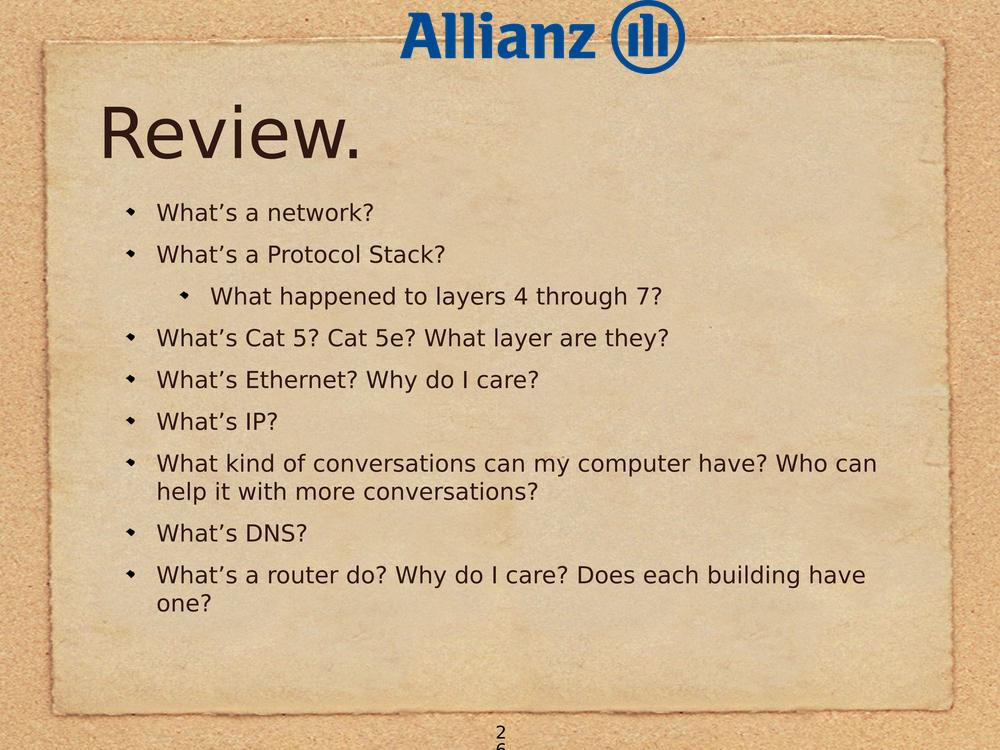 Allianz
Review.
What’s a network?
What’s a Protocol Stack?
What happened to layers 4 through 7?
What’s Cat 5? Cat 5e? What layer are they?
What’s Ethernet? Why do I care?
What’s IP?
What kind of conversations can my computer have? Who can
help it with more conversations?
What’s DNS?
What’s a router do? Why do I care? Does each building have
one?
2
6